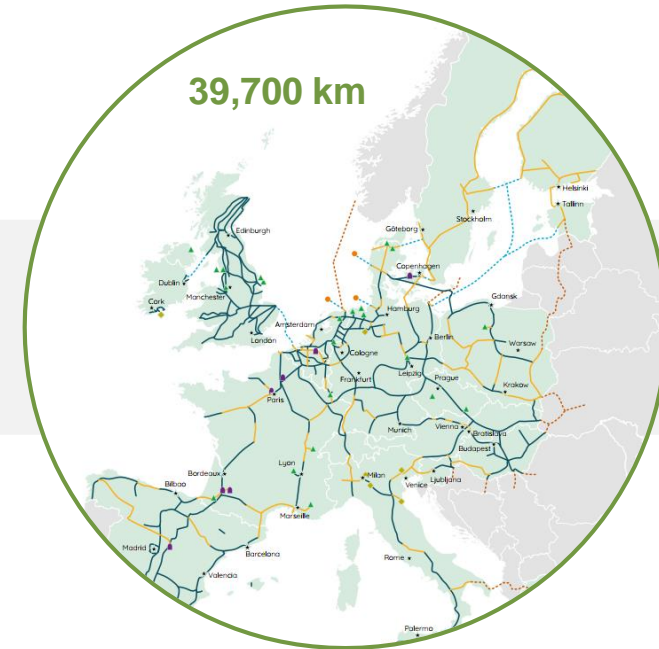 39,700 km
Helsinki
Tallinn
Stockholm
Göteborg
Edinburgh
Copenhagen
Dublin
Manchester
Cork
Gdansk
Hamburg
Amsterdam
Berlin
Warsaw
London
Cologne
Leipzig
Frankfurt
Prague
Krakow
Paris
Munich
Vienna
Bratislava
Budapest
Lyon
Bordeaux
Milan
Venice
Ljubljana
Bilbao
Marseille
Madrid
Barcelona
Rome
Valencia
Palermo